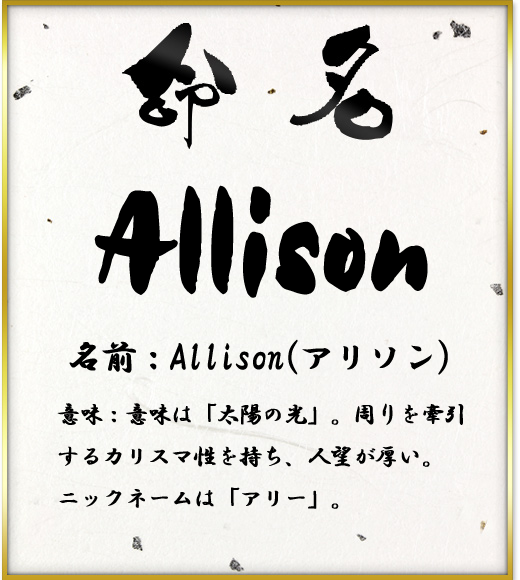 命名
Allison
名前：Allison(アリソン)
意味：意味は「太陽の光」。周りを牽引
するカリスマ性を持ち、人望が厚い。
ニックネームは「アリー」。